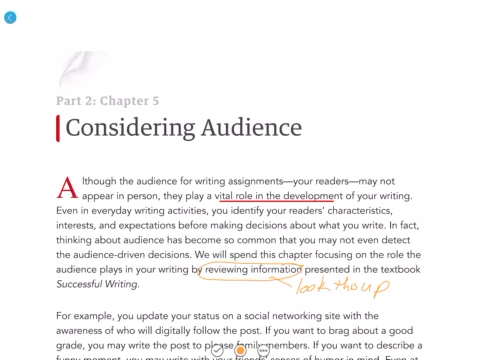 Part 2: Chapter 5
Considering Audience
Although the audience for writing assignments—your readers—may not
appear in person, they play a vital role in the development of your writing.
Even in everyday writing activities, you identify your readers' characteristics,
interests, and expectations before making decisions about what you write. In fact,
thinking about audience has become so common that you may not even detect
the audience-driven decisions. We will spend this chapter focusing on the role the
audience plays in your writing by reviewing information presented in the textbook
Successful Writing.
look this up
For example, you update your status on a social networking site with the
awareness of who will digitally follow the post. If you want to brag about a good
grade, you may write the post to please family members. If you want to describe a
funny moment, you may write with your friends' senses of humor in mind. Even at